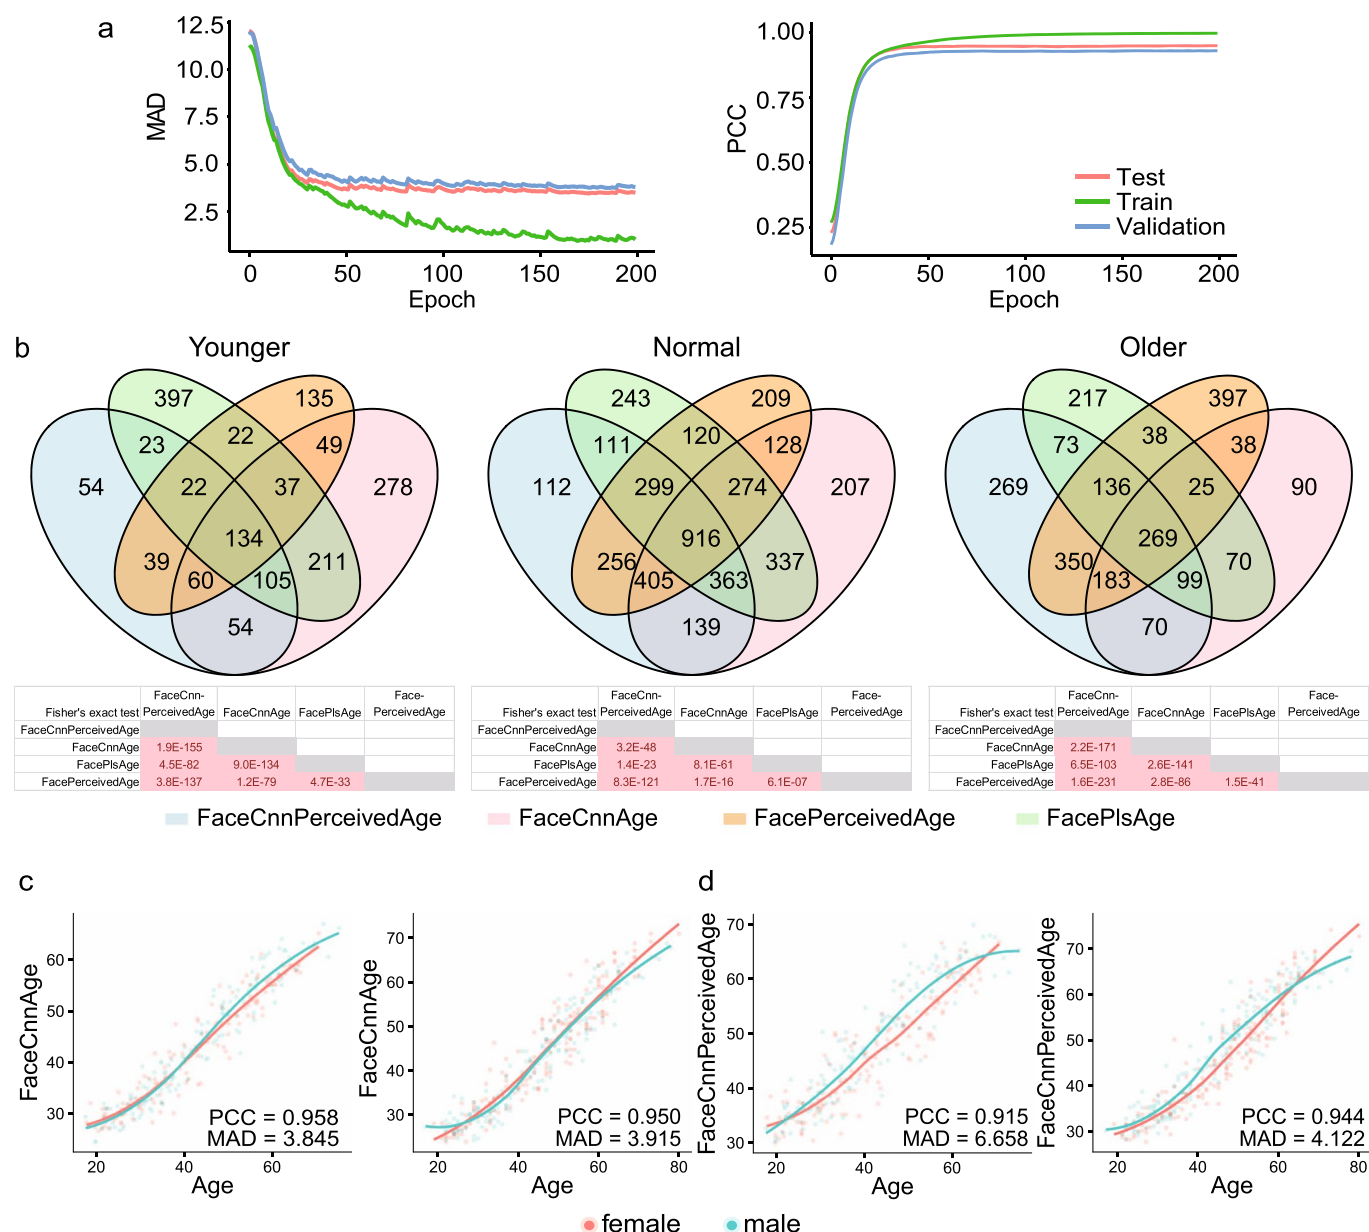 a
12.5
10.0
7.5
5.0
2.5
MAD
0 50 100 150 200
Epoch
1.00
0.75
0.50
0.25
PCC
Test
Train
Validation
0 50 100 150 200
Epoch
b
Younger
397 135
23 22 49
54 22 37 278
134
39 60 105 211
54
Normal
243 209
111 120 128
112 299 274 207
916
256 405 363 337
139
Older
217 397
73 38 38
269 136 25 90
269
350 183 99 70
70
FaceCnn- Face-
Fisher's exact test PerceivedAge FaceCnnAge FacePlsAge PerceivedAge
FaceCnnPerceivedAge
FaceCnnAge 1.9E-155
FacePlsAge 4.5E-82 9.0E-134
FacePerceivedAge 3.8E-137 1.2E-79 4.7E-33
FaceCnn- Face-
Fisher's exact test PerceivedAge FaceCnnAge FacePlsAge PerceivedAge
FaceCnnPerceivedAge
FaceCnnAge 3.2E-48
FacePlsAge 1.4E-23 8.1E-61
FacePerceivedAge 8.3E-121 1.7E-16 6.1E-07
FaceCnn- Face-
Fisher's exact test PerceivedAge FaceCnnAge FacePlsAge PerceivedAge
FaceCnnPerceivedAge
FaceCnnAge 2.2E-171
FacePlsAge 6.5E-103 2.6E-141
FacePerceivedAge 1.6E-231 2.8E-86 1.5E-41
FaceCnnPerceivedAge FaceCnnAge FacePerceivedAge FacePlsAge
c
60
50
40
30
FaceCnnAge
PCC = 0.958
MAD = 3.845
20 40 60
Age
70
60
50
40
30
FaceCnnAge
PCC = 0.950
MAD = 3.915
20 40 60 80
Age
d
70
60
50
40
30
FaceCnnPerceivedAge
PCC = 0.915
MAD = 6.658
20 40 60
Age
70
60
50
40
30
FaceCnnPerceivedAge
PCC = 0.944
MAD = 4.122
20 40 60 80
Age
female male